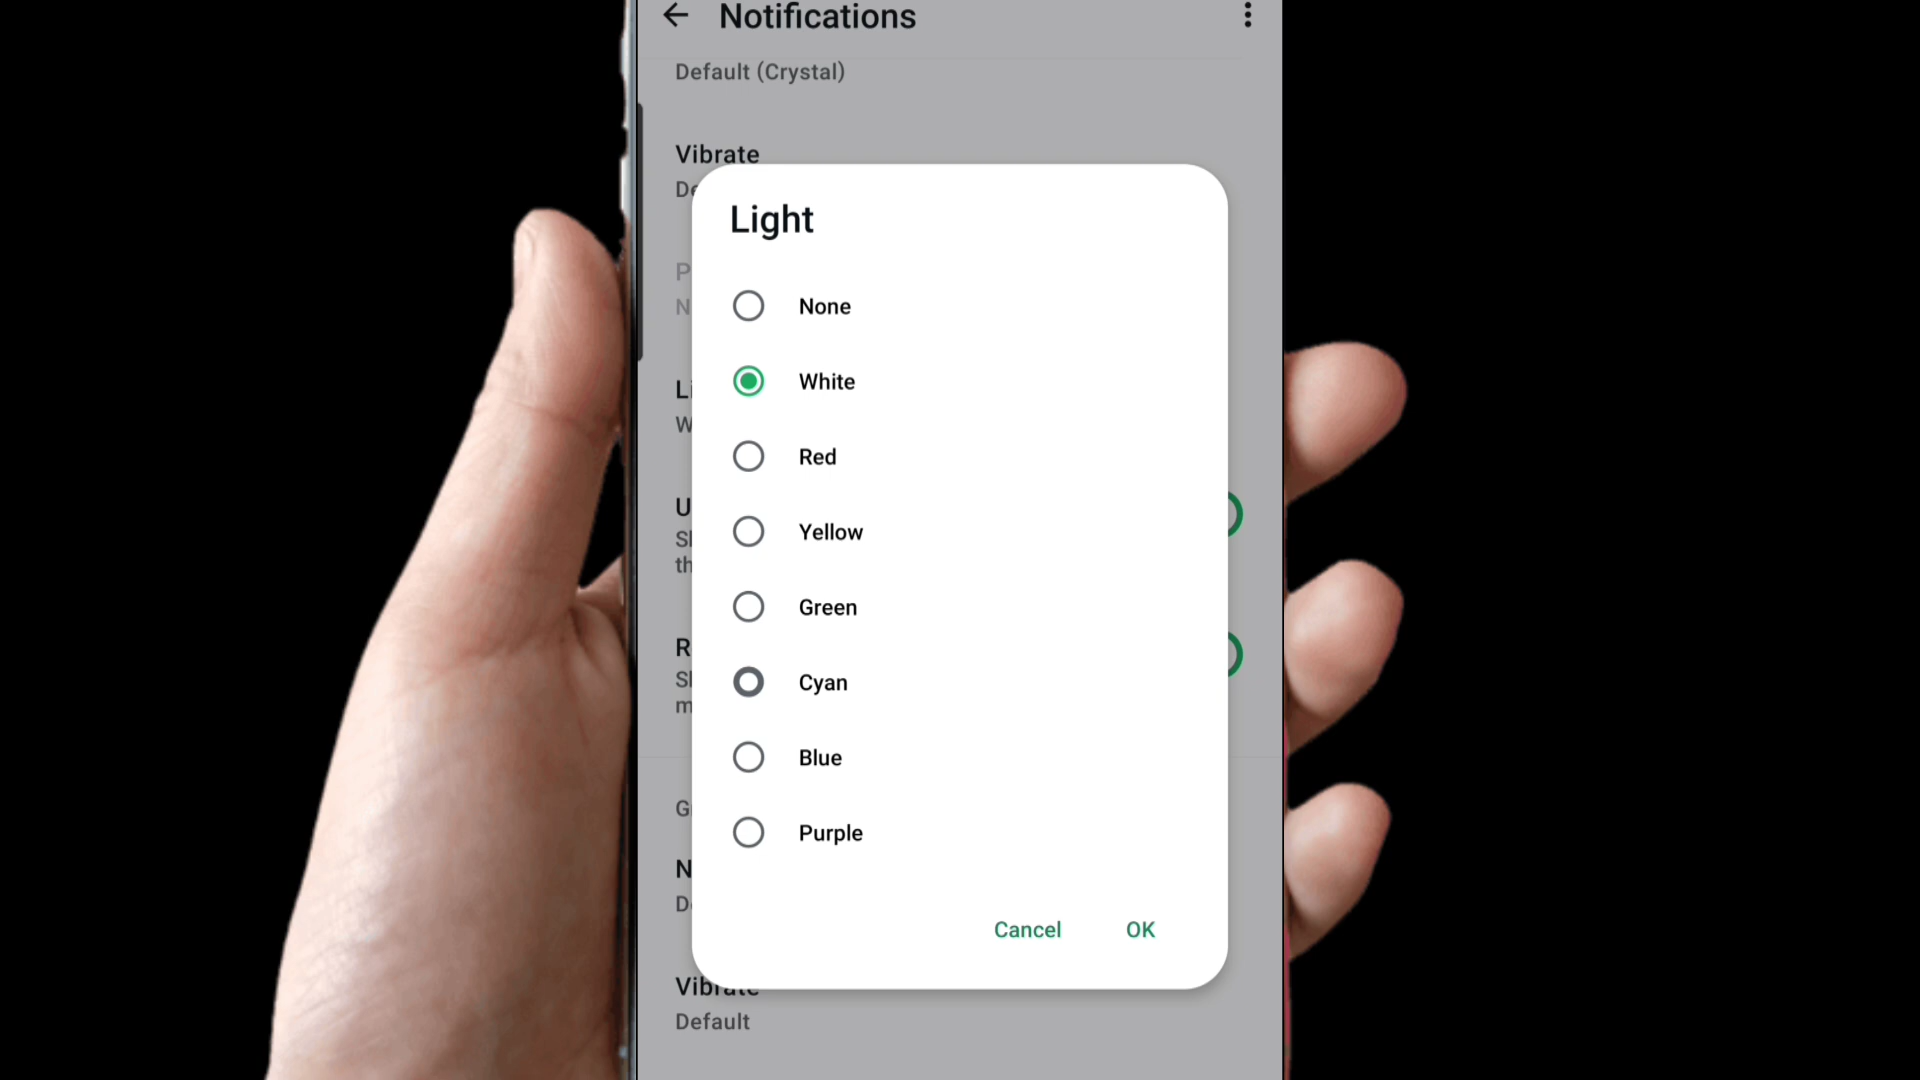 Notifications
Default (Crystal)
Vibrate
Light
None
White
Red
Yellow
Green
Cyan
Blue
Purple
Cancel
OK
Vibrate
Default